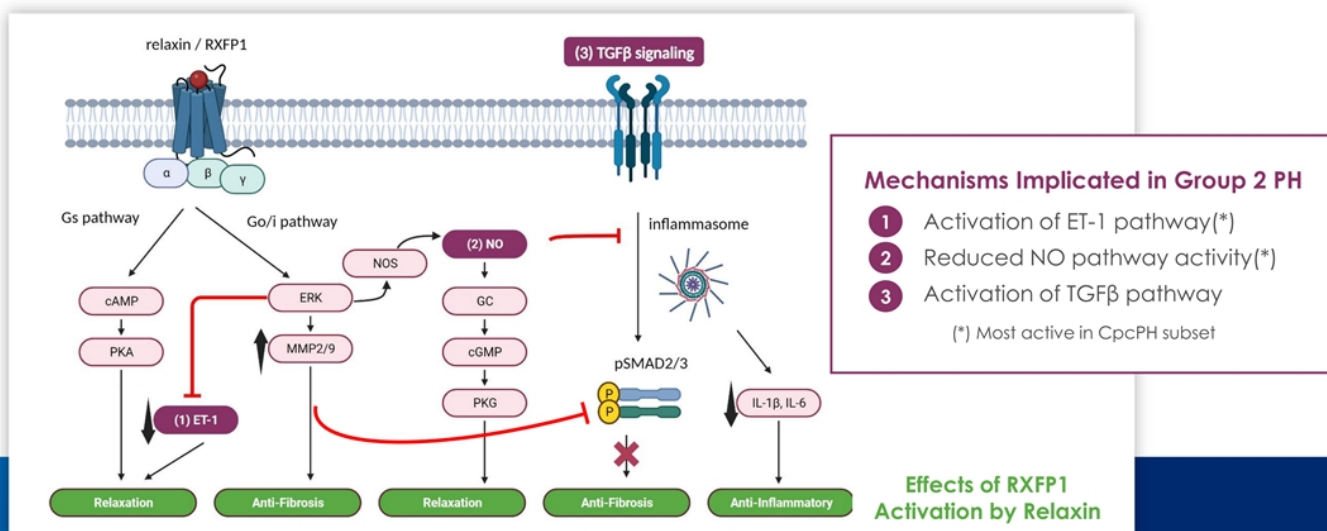 relaxin / RXFP1
(3) TGFβ signaling
α
β
γ
Gs pathway
Go/i pathway
inflammasome
(2) NO
NOS
cAMP
ERK
GC
PKA
MMP2/9
cGMP
pSMAD2/3
P
P
(1) ET-1
PKG
IL-1β, IL-6
Relaxation
Anti-Fibrosis
Relaxation
Anti-Fibrosis
Anti-Inflammatory
Mechanisms Implicated in Group 2 PH
1 Activation of ET-1 pathway(*)
2 Reduced NO pathway activity(*)
3 Activation of TGFβ pathway
(*) Most active in CpcPH subset
Effects of RXFP1
Activation by Relaxin